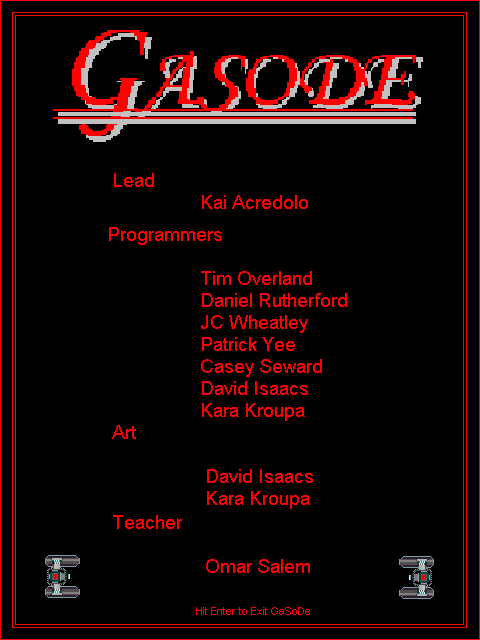 GASODE
Lead
Kai Acredolo
Programmers
Tim Overland
Daniel Rutherford
JC Wheatley
Patrick Yee
Casey Seward
David Isaacs
Kara Kroupa
Art
David Isaacs
Kara Kroupa
Teacher
Omar Salem
Hit Enter to Exit GaSoDe